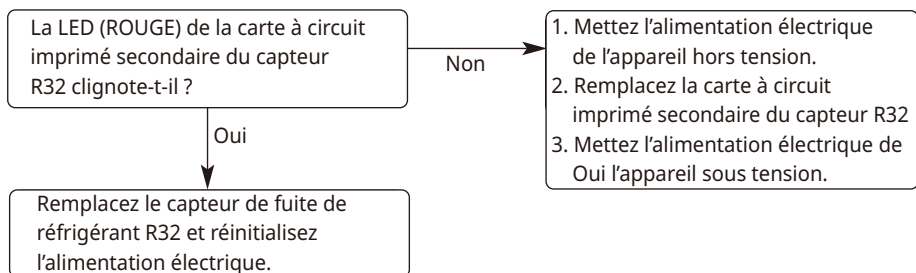 La LED (ROUGE) de la carte à circuit
imprimé secondaire du capteur
R32 clignote-t-il ?
Non
1. Mettez l’alimentation électrique
de l’appareil hors tension.
2. Remplacez la carte à circuit
imprimé secondaire du capteur R32
3. Mettez l’alimentation électrique de
Oui l’appareil sous tension.
Oui
Remplacez le capteur de fuite de
réfrigérant R32 et réinitialisez
l’alimentation électrique.